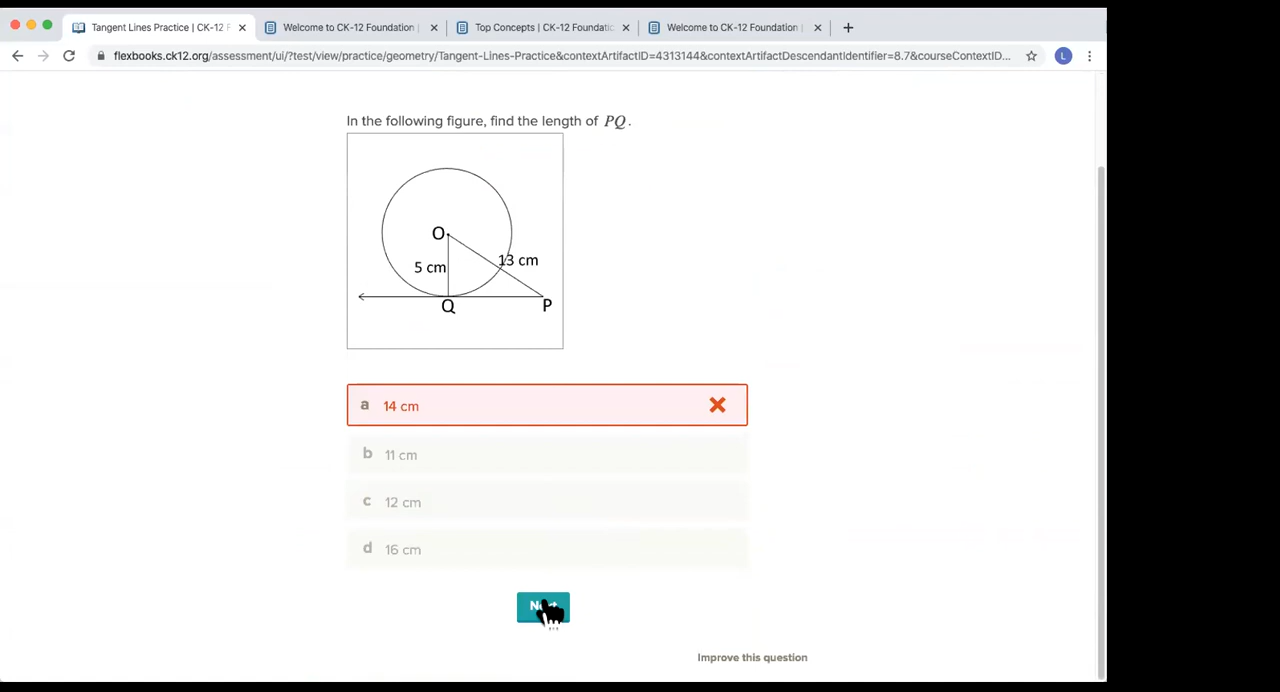 Tangent Lines Practice | CK-12 F
Welcome to CK-12 Foundation |
Top Concepts | CK-12 Foundatic
Welcome to CK-12 Foundation |
flexbooks.ck12.org/assessment/ui/?test/view/practice/geometry/Tangent-Lines-Practice&contextArtifactID=4313144&contextArtifactDescendantIdentifier=8.7&courseContextID...
L
In the following figure, find the length of PQ.
O
13 cm
5 cm
Q
P
a 14 cm
b 11 cm
c 12 cm
d 16 cm
Improve this question